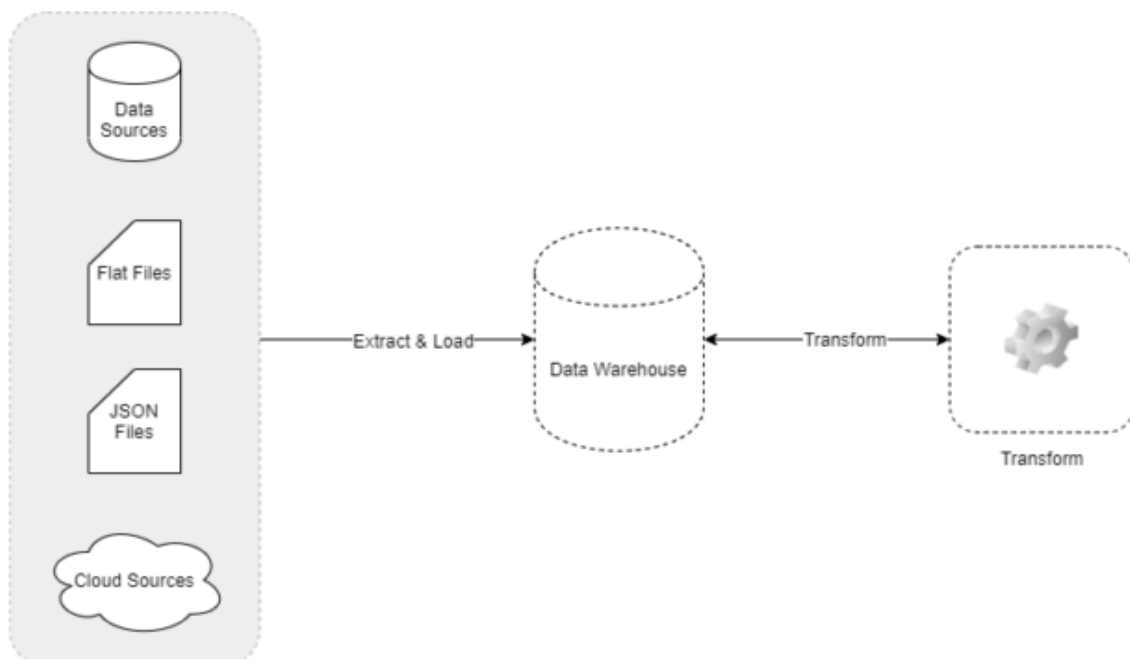 Data
Sources
Flat Files
JSON
Files
Cloud Sources
Extract & Load
Data Warehouse
Transform
Transform